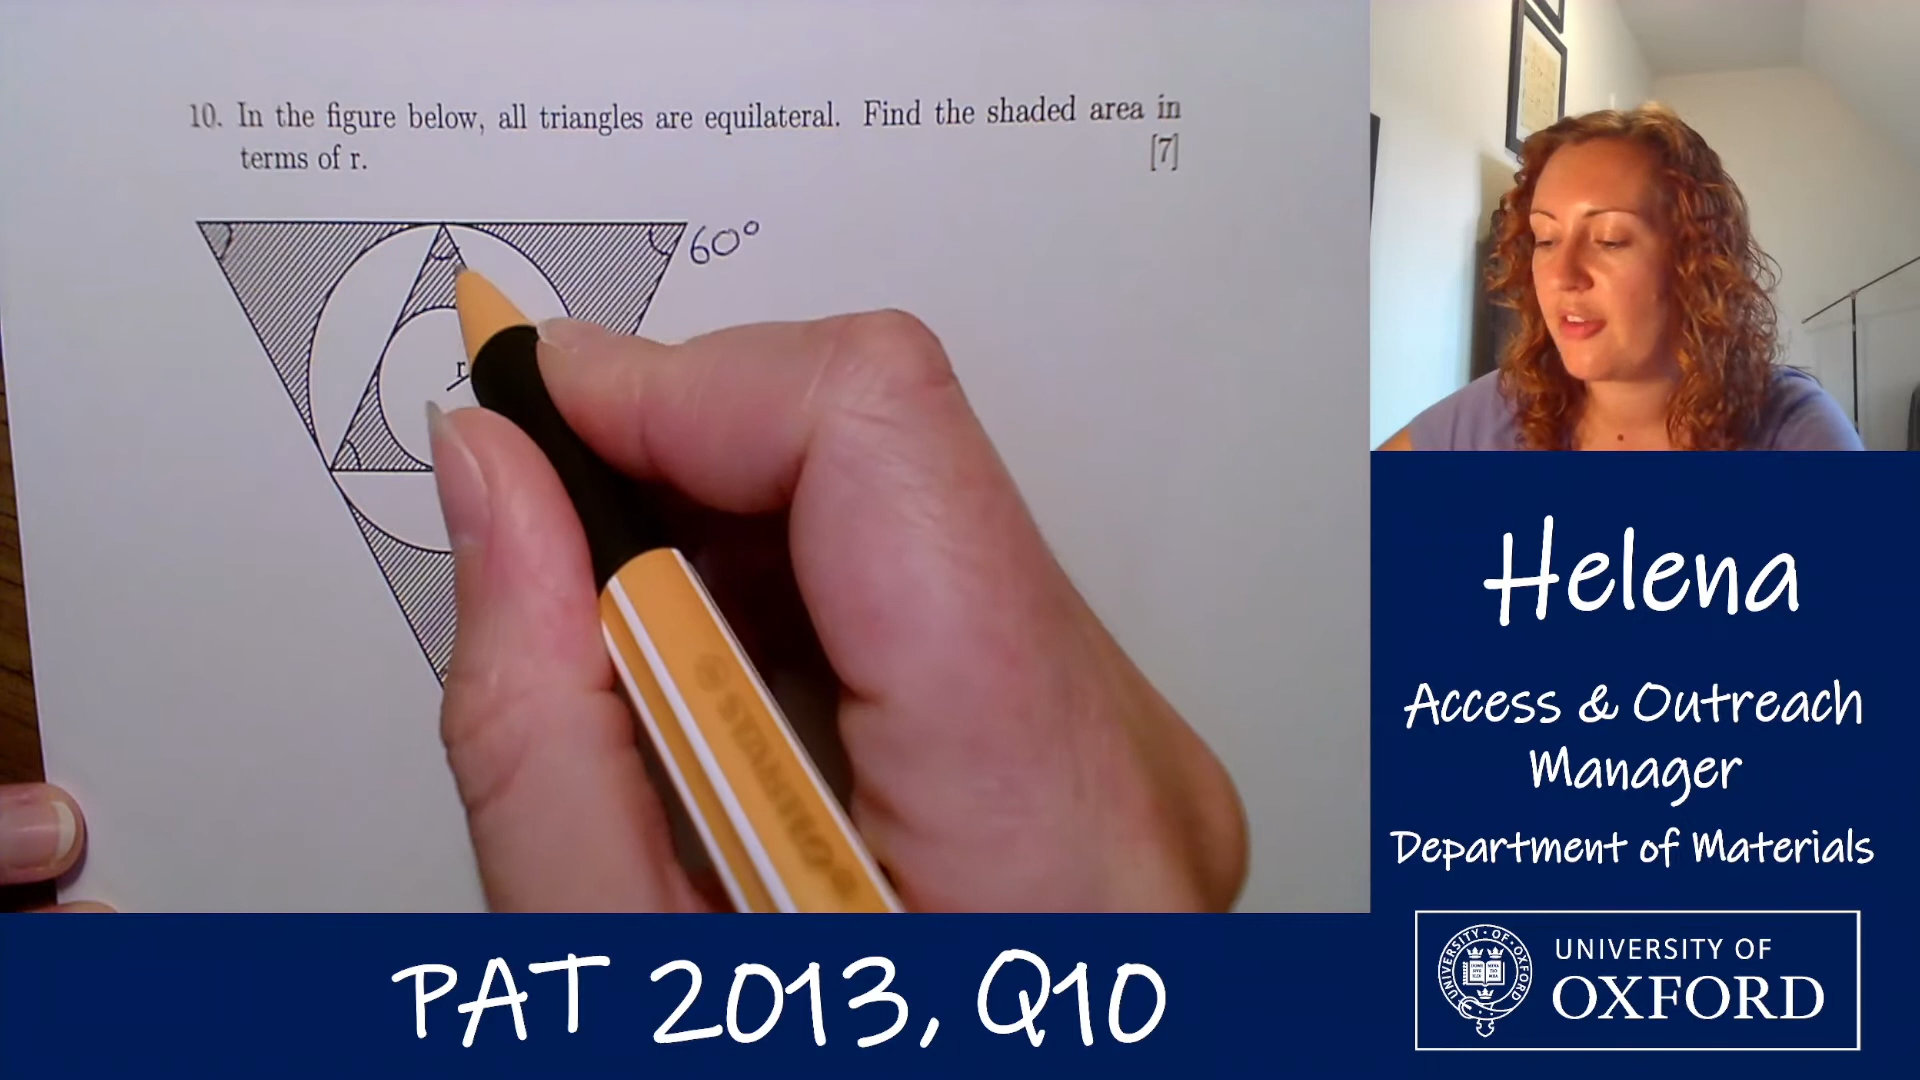 10. In the figure below, all triangles are equilateral. Find the shaded area in
terms of r. [7]
60°
r
STABILO
Helena
Access & Outreach
Manager
Department of Materials
UNIVERSITY OF
OXFORD
PAT 2013, Q10